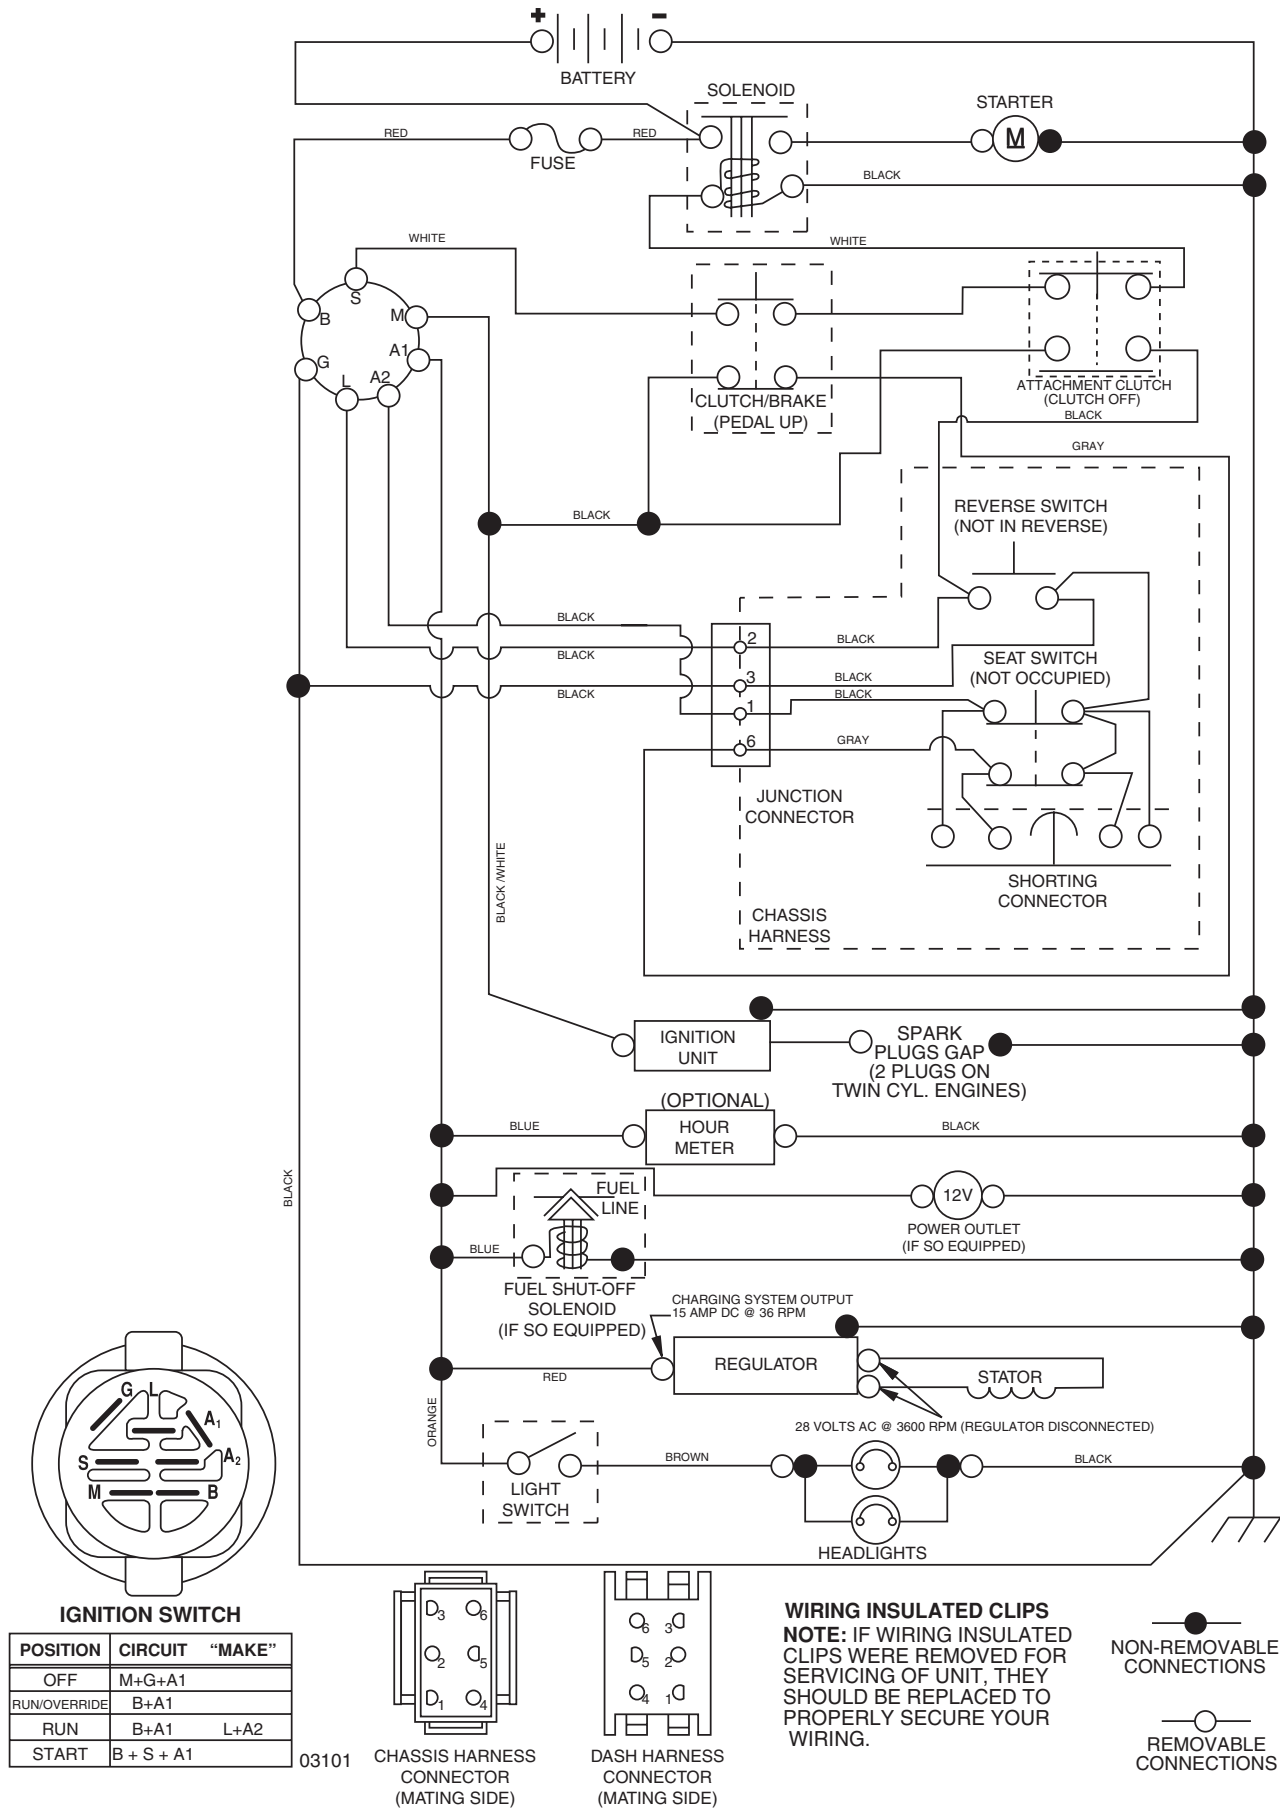 + −
BATTERY
SOLENOID
STARTER
M
RED
RED
FUSE
BLACK
WHITE
WHITE
S
B
M
A1
G
A2
L
CLUTCH/BRAKE
(PEDAL UP)
ATTACHMENT CLUTCH
(CLUTCH OFF)
BLACK
GRAY
BLACK
REVERSE SWITCH
(NOT IN REVERSE)
BLACK
2
BLACK
BLACK
SEAT SWITCH
(NOT OCCUPIED)
3
BLACK
BLACK
1
BLACK
6
GRAY
JUNCTION
CONNECTOR
BLACK /WHITE
SHORTING
CONNECTOR
CHASSIS
HARNESS
IGNITION
UNIT
SPARK
PLUGS GAP
(2 PLUGS ON
TWIN CYL. ENGINES)
(OPTIONAL)
BLUE
HOUR
METER
BLACK
BLACK
FUEL
LINE
12V
POWER OUTLET
(IF SO EQUIPPED)
BLUE
FUEL SHUT-OFF
SOLENOID
(IF SO EQUIPPED)
CHARGING SYSTEM OUTPUT
15 AMP DC @ 36 RPM
REGULATOR
STATOR
RED
ORANGE
28 VOLTS AC @ 3600 RPM (REGULATOR DISCONNECTED)
BROWN
BLACK
LIGHT
SWITCH
HEADLIGHTS
G L
A1
S A2
M B
IGNITION SWITCH
POSITION CIRCUIT “MAKE”
OFF M+G+A1
RUN/OVERRIDE B+A1
RUN B+A1 L+A2
START B + S + A1
03101
3 6
2 5
1 4
CHASSIS HARNESS
CONNECTOR
(MATING SIDE)
6 3
5 2
4 1
DASH HARNESS
CONNECTOR
(MATING SIDE)
WIRING INSULATED CLIPS
NOTE: IF WIRING INSULATED
CLIPS WERE REMOVED FOR
SERVICING OF UNIT, THEY
SHOULD BE REPLACED TO
PROPERLY SECURE YOUR
WIRING.
NON-REMOVABLE
CONNECTIONS
REMOVABLE
CONNECTIONS